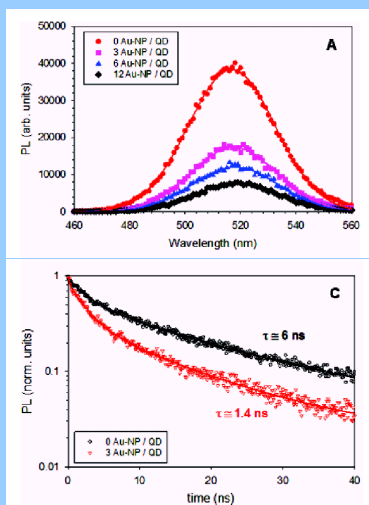 A
0 Au-NP / QD
3 Au-NP / QD
6 Au-NP / QD
12 Au-NP / QD
PL (arb. units)
50000
40000
30000
20000
10000
0
460 480 500 520 540 560
Wavelength (nm)
C
PL (norm. units)
1
0.1
0.01
τ ≅ 6 ns
τ ≅ 1.4 ns
0 Au-NP / QD
3 Au-NP / QD
0 10 20 30 40
time (ns)